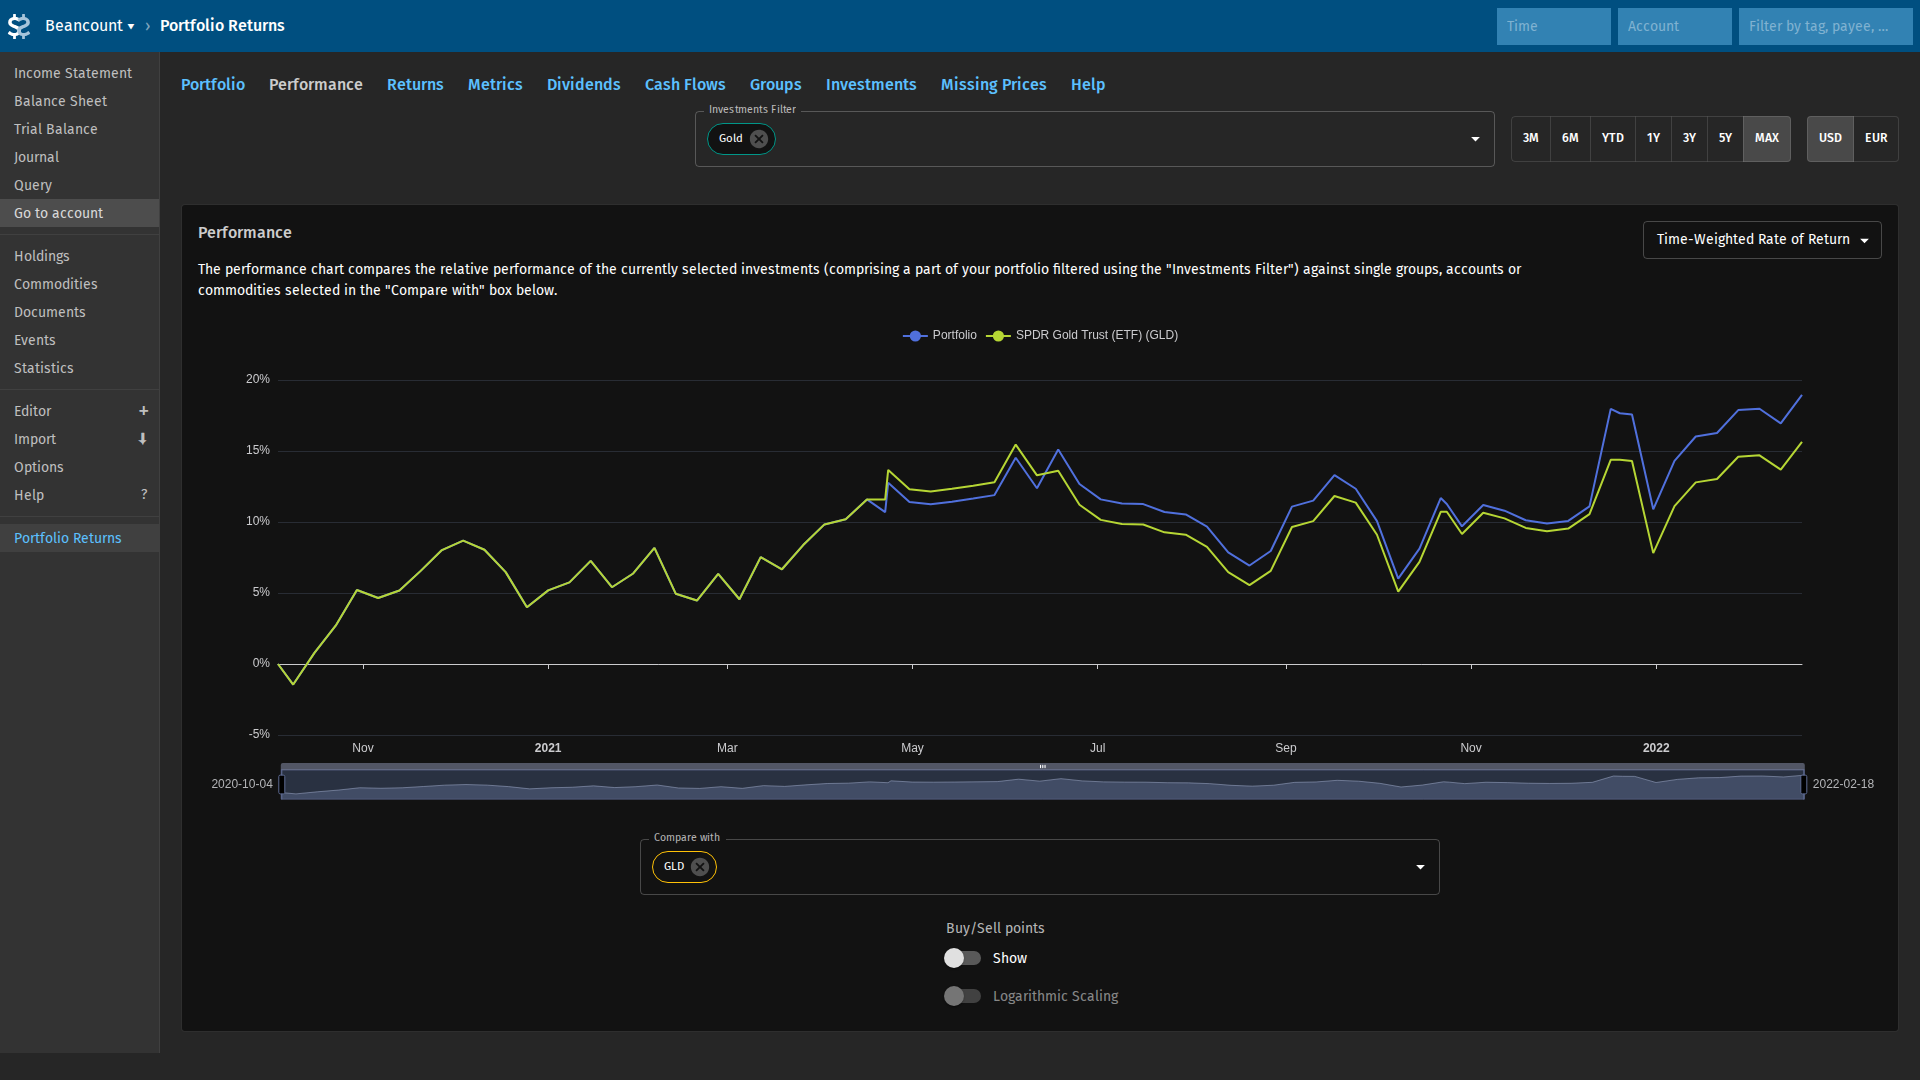 Beancount ▾ › Portfolio Returns
Time
Account
Filter by tag, payee, ...
Income Statement
Balance Sheet
Trial Balance
Journal
Query
Go to account
Holdings
Commodities
Documents
Events
Statistics
Editor +
Import ⬇
Options
Help ?
Portfolio Returns
Portfolio Performance Returns Metrics Dividends Cash Flows Groups Investments Missing Prices Help
Investments Filter
Gold
3M 6M YTD 1Y 3Y 5Y MAX
USD EUR
Performance
Time-Weighted Rate of Return
The performance chart compares the relative performance of the currently selected investments (comprising a part of your portfolio filtered using the "Investments Filter") against single groups, accounts or
commodities selected in the "Compare with" box below.
Portfolio SPDR Gold Trust (ETF) (GLD)
20%
15%
10%
5%
0%
-5%
Nov 2021 Mar May Jul Sep Nov 2022
2020-10-04 2022-02-18
Compare with
GLD
Buy/Sell points
Show
Logarithmic Scaling